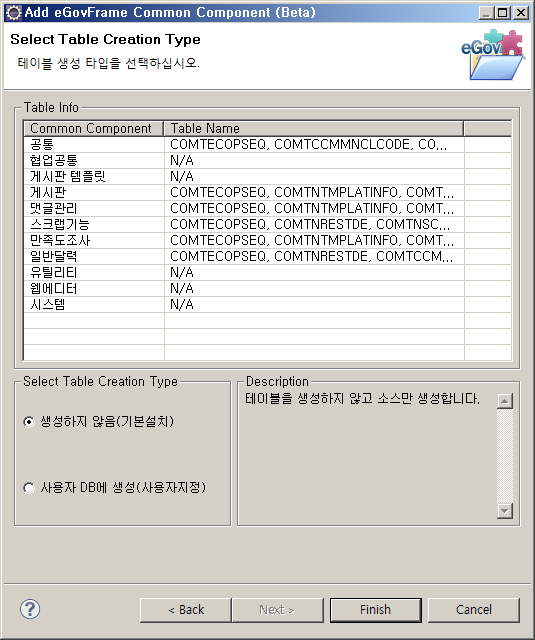 Add eGovFrame Common Component (Beta)
Select Table Creation Type
테이블 생성 타입을 선택하십시오.
eGov
Table Info
Common Component Table Name
공통 COMTECOPSEQ, COMTCCMMNCLCODE, CO...
협업공통 N/A
게시판 템플릿 N/A
게시판 COMTECOPSEQ, COMTNTMPLATINFO, COMT...
댓글관리 COMTECOPSEQ, COMTNTMPLATINFO, COMT...
스크랩기능 COMTECOPSEQ, COMTNRESTDE, COMTNSC...
만족도조사 COMTECOPSEQ, COMTNTMPLATINFO, COMT...
일반달력 COMTECOPSEQ, COMTNRESTDE, COMTCCM...
유틸리티 N/A
웹에디터 N/A
시스템 N/A
Select Table Creation Type
생성하지 않음(기본설치)
사용자 DB에 생성(사용자지정)
Description
테이블을 생성하지 않고 소스만 생성합니다.
?
< Back
Next >
Finish
Cancel